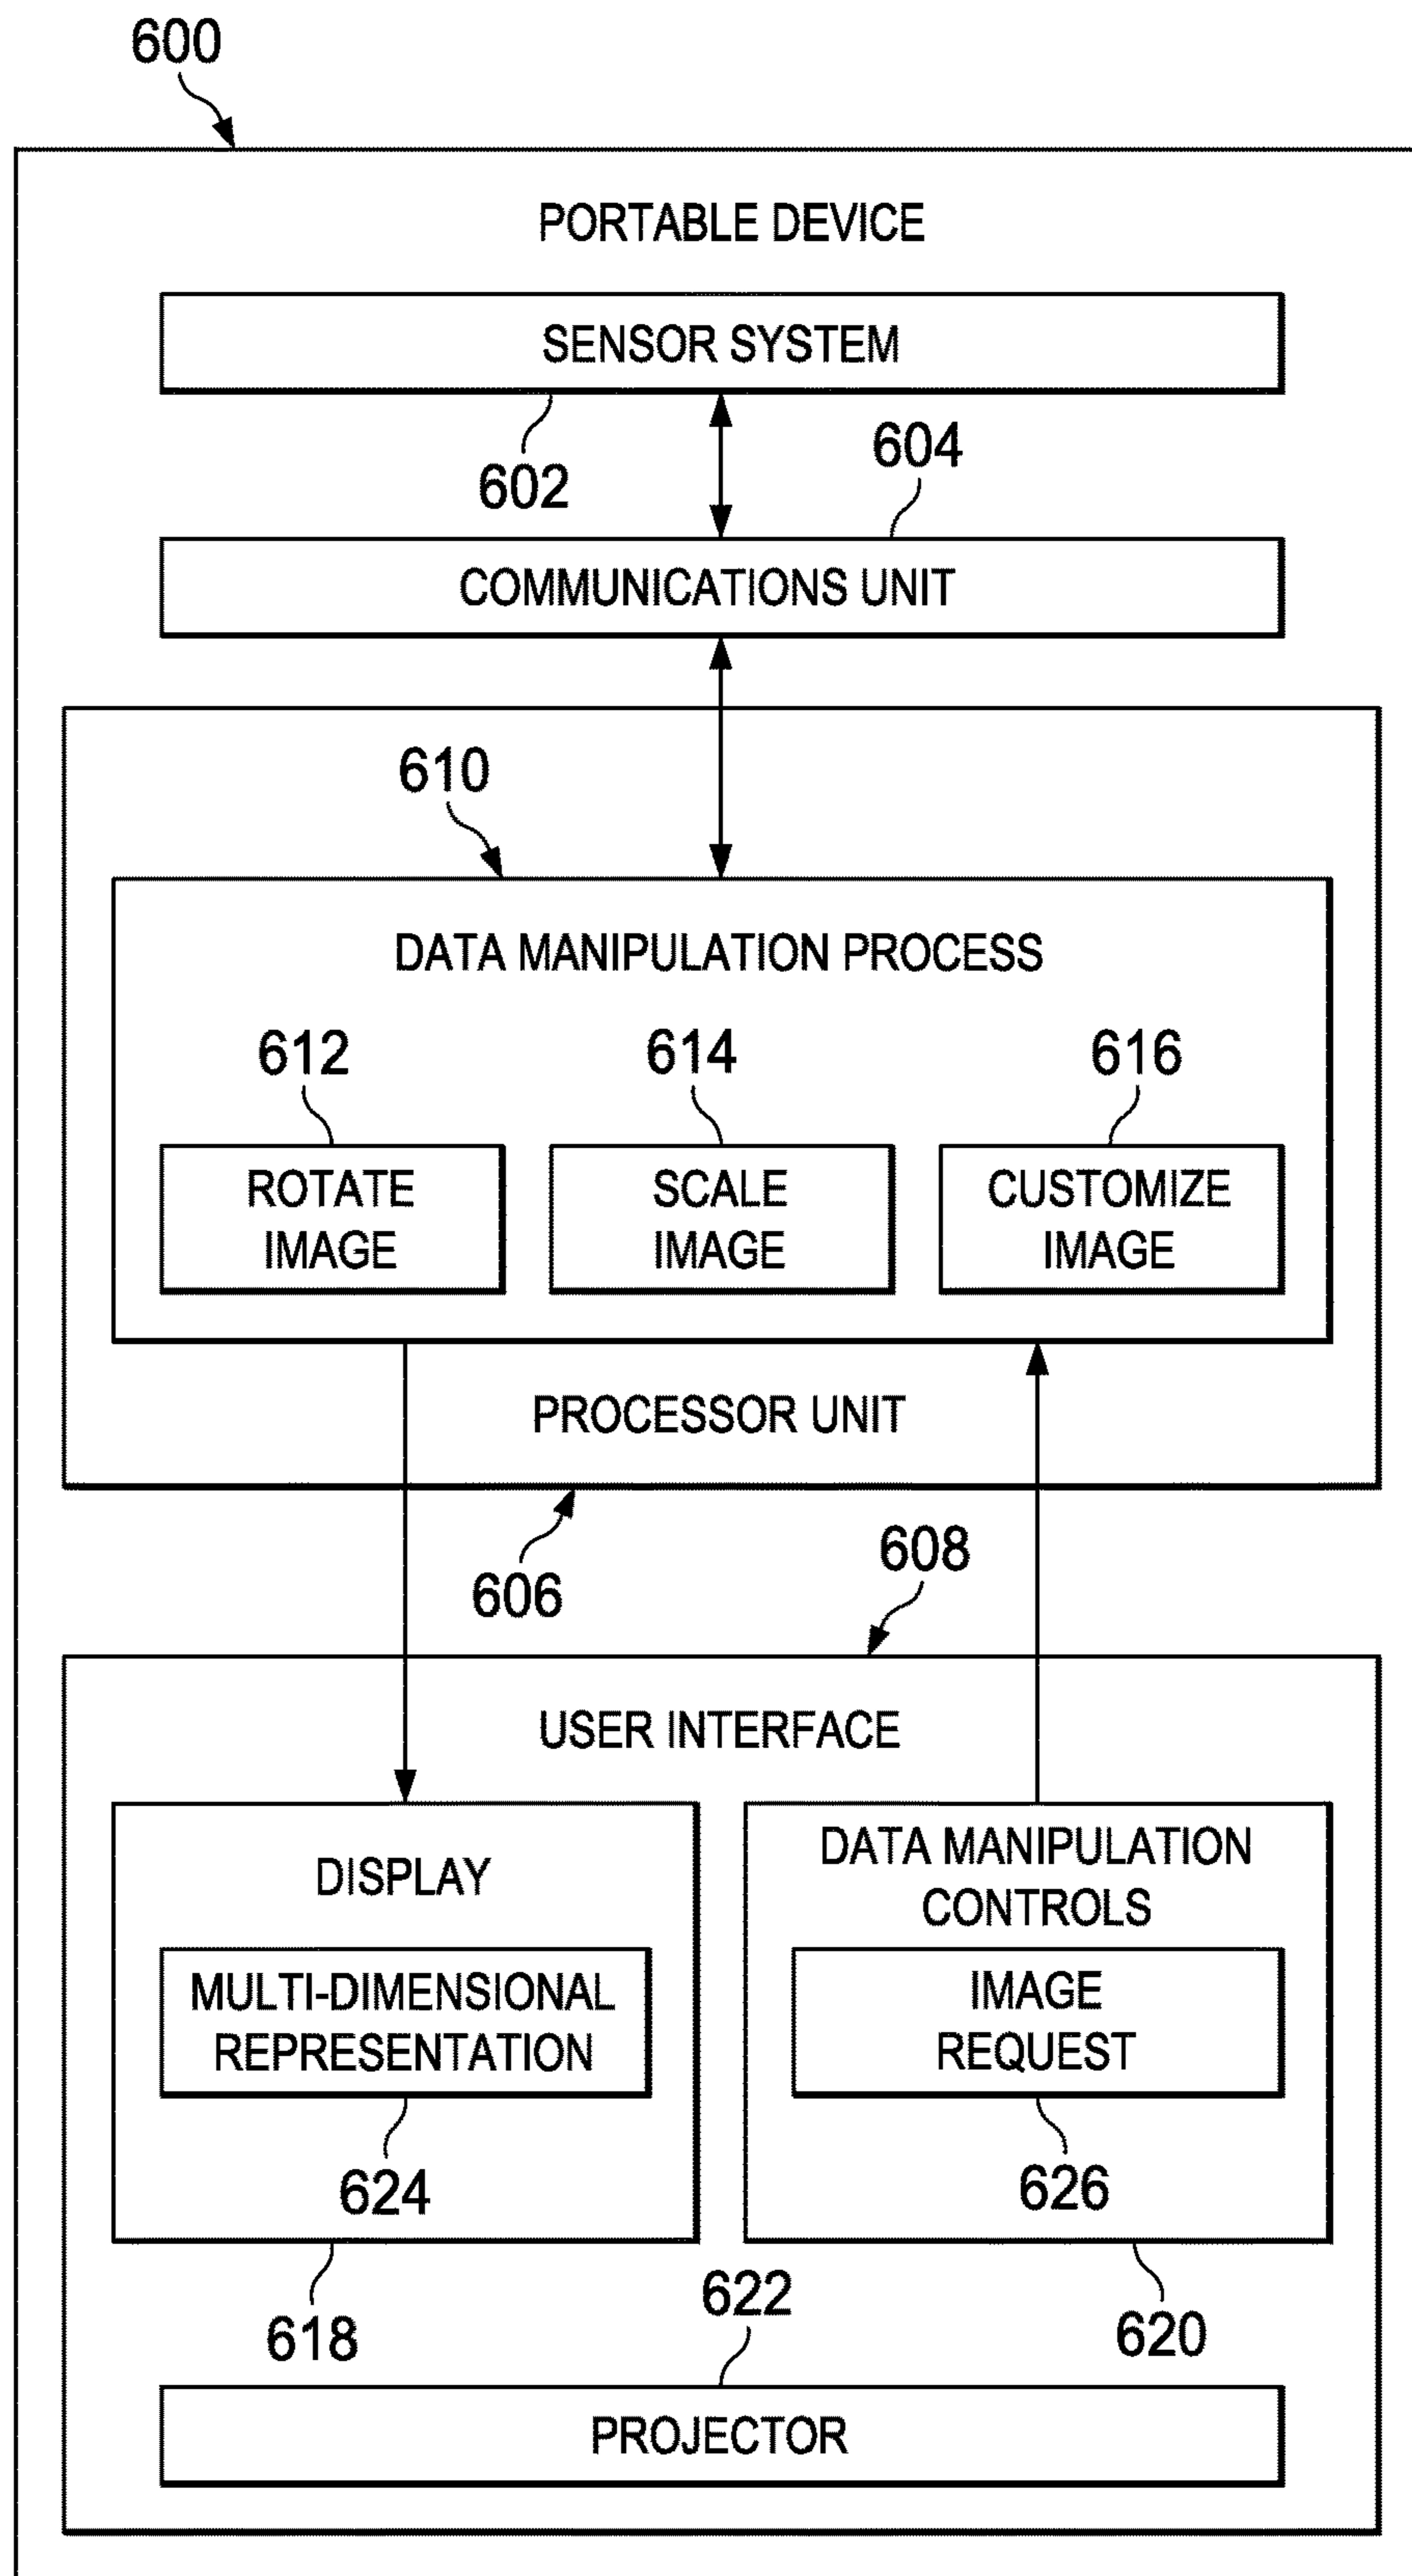 600
PORTABLE DEVICE
SENSOR SYSTEM
602
604
COMMUNICATIONS UNIT
610
DATA MANIPULATION PROCESS
612
614
616
ROTATE
IMAGE
SCALE
IMAGE
CUSTOMIZE
IMAGE
PROCESSOR UNIT
606
608
USER INTERFACE
DISPLAY
MULTI-DIMENSIONAL
REPRESENTATION
624
618
DATA MANIPULATION
CONTROLS
IMAGE
REQUEST
626
620
622
PROJECTOR